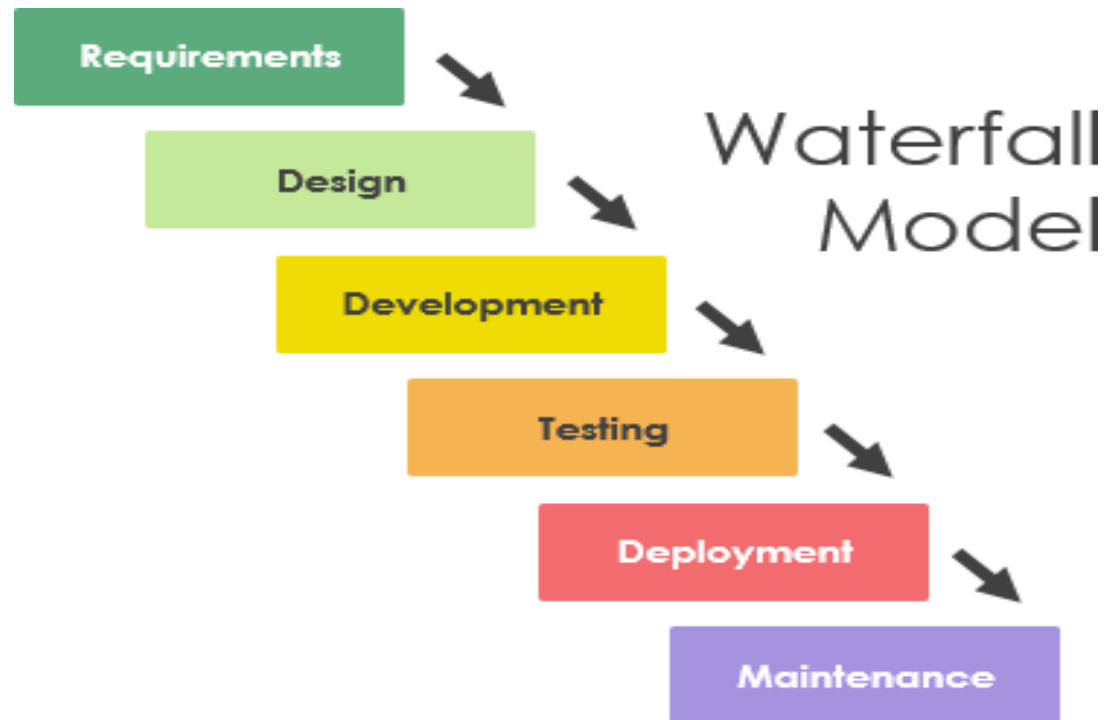 Requirements
Waterfall
Model
Design
Development
Testing
Deployment
Maintenance